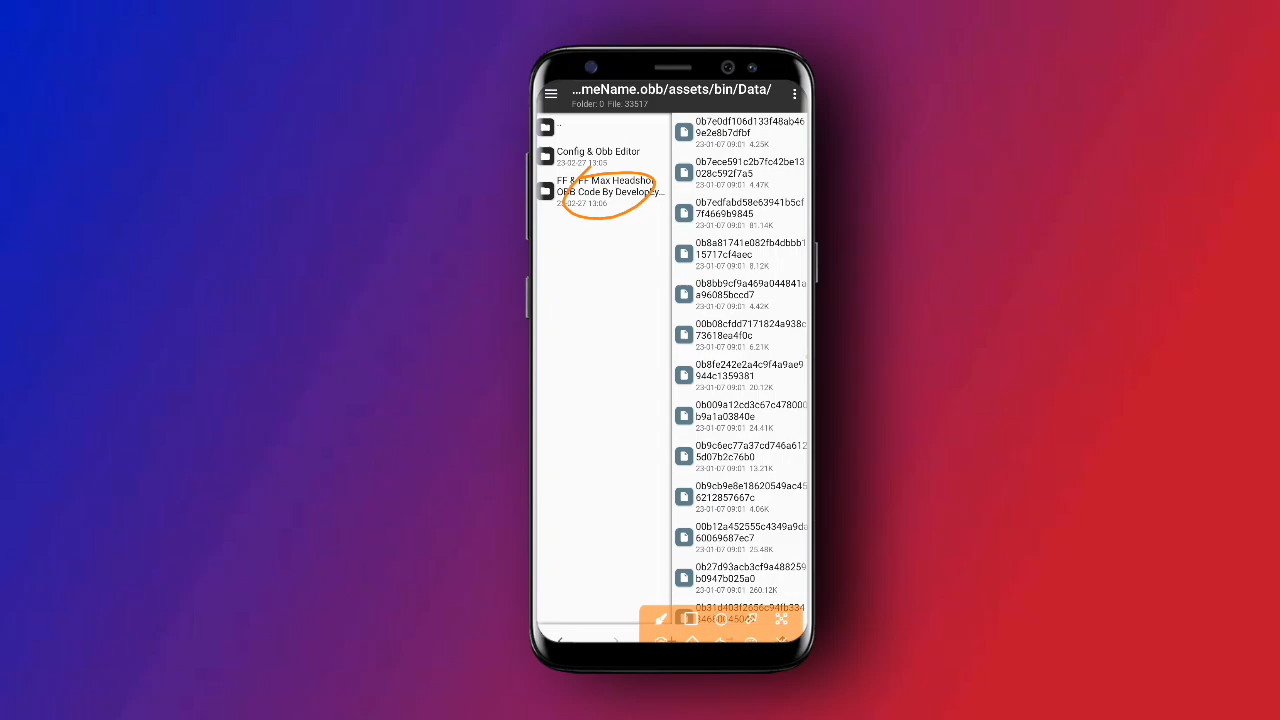 ...meName.obb/assets/bin/Data/
Folder: 0 File: 33517
..
Config & Obb Editor
23-02-27 13:05
FF & FF Max Headshot
OBB Code By Develop
23-02-27 13:06
0b7e0df106d133f48ab46
9e2e8b7dfbf
23-01-07 09:01 4.25K
0b7ece591c2b7fc42be13
028c592f7a5
23-01-07 09:01 4.47K
0b7edfabd58e63941b5cf
7f4669b9845
23-01-07 09:01 81.14K
0b8a81741e082fb4dbbb1
15717cf4aec
23-01-07 09:01 8.12K
0b8bb9cf9a469a044841a
a96085bccd7
23-01-07 09:01 4.42K
00b08cfdd7171824a938c
73618ea4f0c
23-01-07 09:01 6.21K
0b8fe242e2a4c9f4a9ae9
944c1359381
23-01-07 09:01 20.12K
0b009a12cd3c67c478000
b9a1a03840e
23-01-07 09:01 24.41K
0b9c6ec77a37cd746a612
5d07b2c76b0
23-01-07 09:01 13.21K
0b9cb9e8e18620549ac45
6212857667c
23-01-07 09:01 4.06K
00b12a452555c4349a9da
60069687ec7
23-01-07 09:01 25.48K
0b27d93acb3cf9a488259
b0947b025a0
23-01-07 09:01 260.12K
0b31d403f2656c94fb334